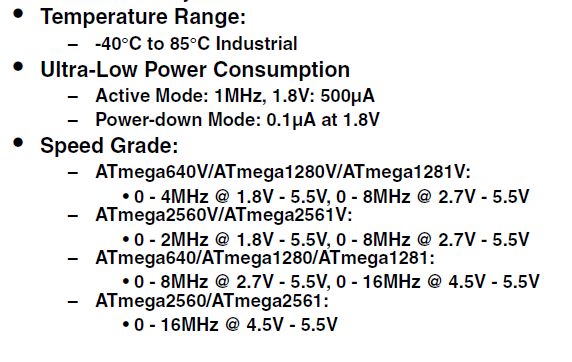 • Temperature Range:
– -40°C to 85°C Industrial
• Ultra-Low Power Consumption
– Active Mode: 1MHz, 1.8V: 500µA
– Power-down Mode: 0.1µA at 1.8V
• Speed Grade:
– ATmega640V/ATmega1280V/ATmega1281V:
• 0 - 4MHz @ 1.8V - 5.5V, 0 - 8MHz @ 2.7V - 5.5V
– ATmega2560V/ATmega2561V:
• 0 - 2MHz @ 1.8V - 5.5V, 0 - 8MHz @ 2.7V - 5.5V
– ATmega640/ATmega1280/ATmega1281:
• 0 - 8MHz @ 2.7V - 5.5V, 0 - 16MHz @ 4.5V - 5.5V
– ATmega2560/ATmega2561:
• 0 - 16MHz @ 4.5V - 5.5V